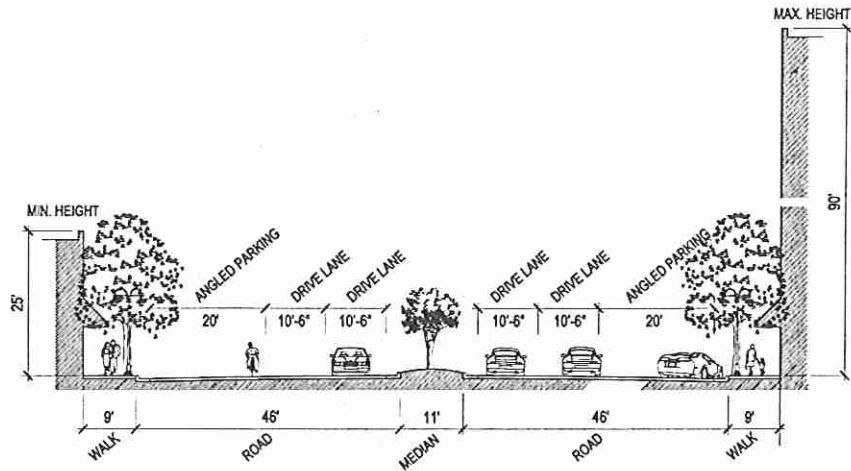 MAX. HEIGHT
MIN. HEIGHT
90'
25'
ANGLED PARKING
DRIVE LANE
DRIVE LANE
DRIVE LANE
DRIVE LANE
ANGLED PARKING
20'
10'-6"
10'-6"
10'-6"
10'-6"
20'
9'
46'
11'
46'
9'
WALK
ROAD
MEDIAN
ROAD
WALK